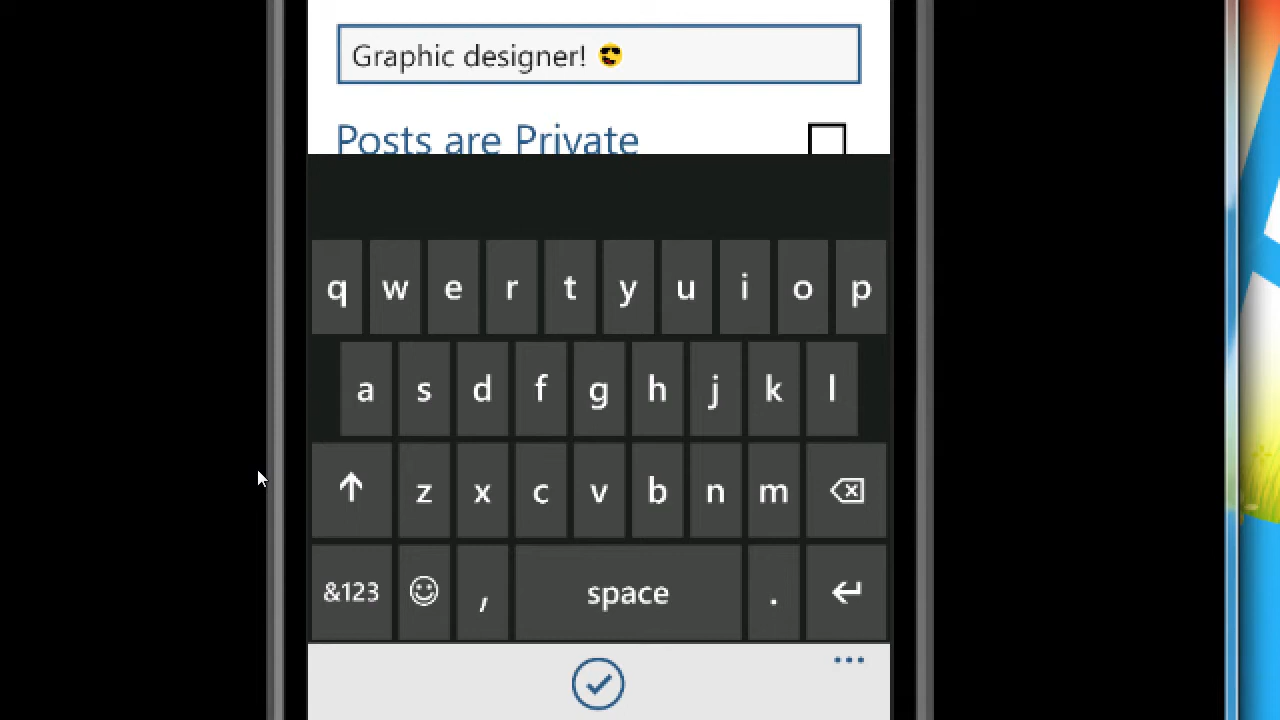 Graphic designer! 😎
Posts are Private
q w e r t y u i o p
a s d f g h j k l
z x c v b n m
&123 , space .